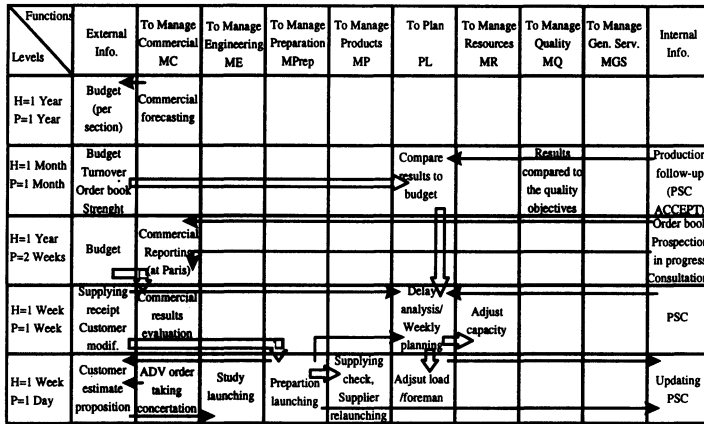 Functions
Levels
External
Info.
To Manage
Commercial
MC
To Manage
Engineering
ME
To Manage
Preparation
MPrep
To Manage
Products
MP
To Plan
PL
To Manage
Resources
MR
To Manage
Quality
MQ
To Manage
Gen. Serv.
MGS
Internal
Info.
H=1 Year
P=1 Year
Budget
(per
section)
Commercial
forecasting
H=1 Month
P=1 Month
Budget
Turnover
Order book
Strenght
Compare
results to
budget
Results
compared to
the quality
objectives
Production
follow-up
(PSC
ACCEPT)
H=1 Year
P=2 Weeks
Budget
Commercial
Reporting
(at Paris)
Order book
Prospection
in progress
Consultation
H=1 Week
P=1 Week
Supplying
receipt
Customer
modif.
Commercial
results
evaluation
Delay
analysis/
Weekly
planning
Adjust
capacity
PSC
H=1 Week
P=1 Day
Customer
estimate
proposition
ADV order
taking
concertation
Study
launching
Prepartion
launching
Supplying
check,
Supplier
relaunching
Adjsut load
/foreman
Updating
PSC